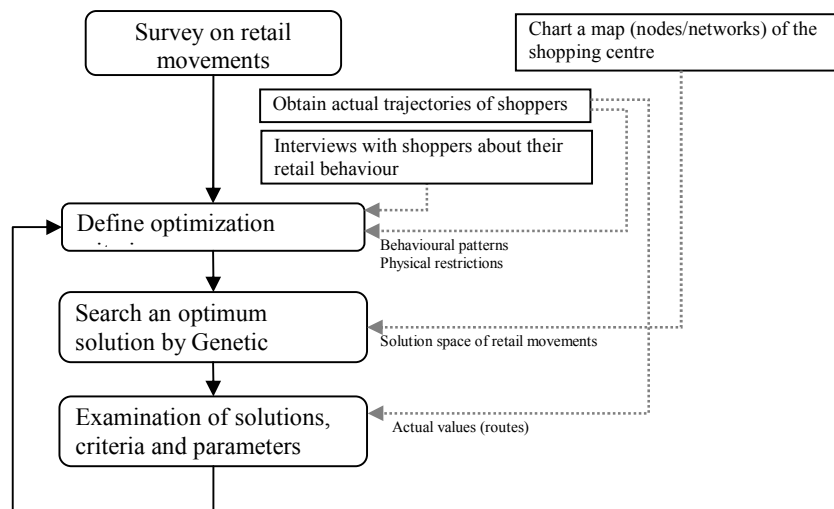 Survey on retail
movements
Chart a map (nodes/networks) of the
shopping centre
Obtain actual trajectories of shoppers
Interviews with shoppers about their
retail behaviour
Define optimization
Behavioural patterns
Physical restrictions
Search an optimum
solution by Genetic
Solution space of retail movements
Examination of solutions,
criteria and parameters
Actual values (routes)